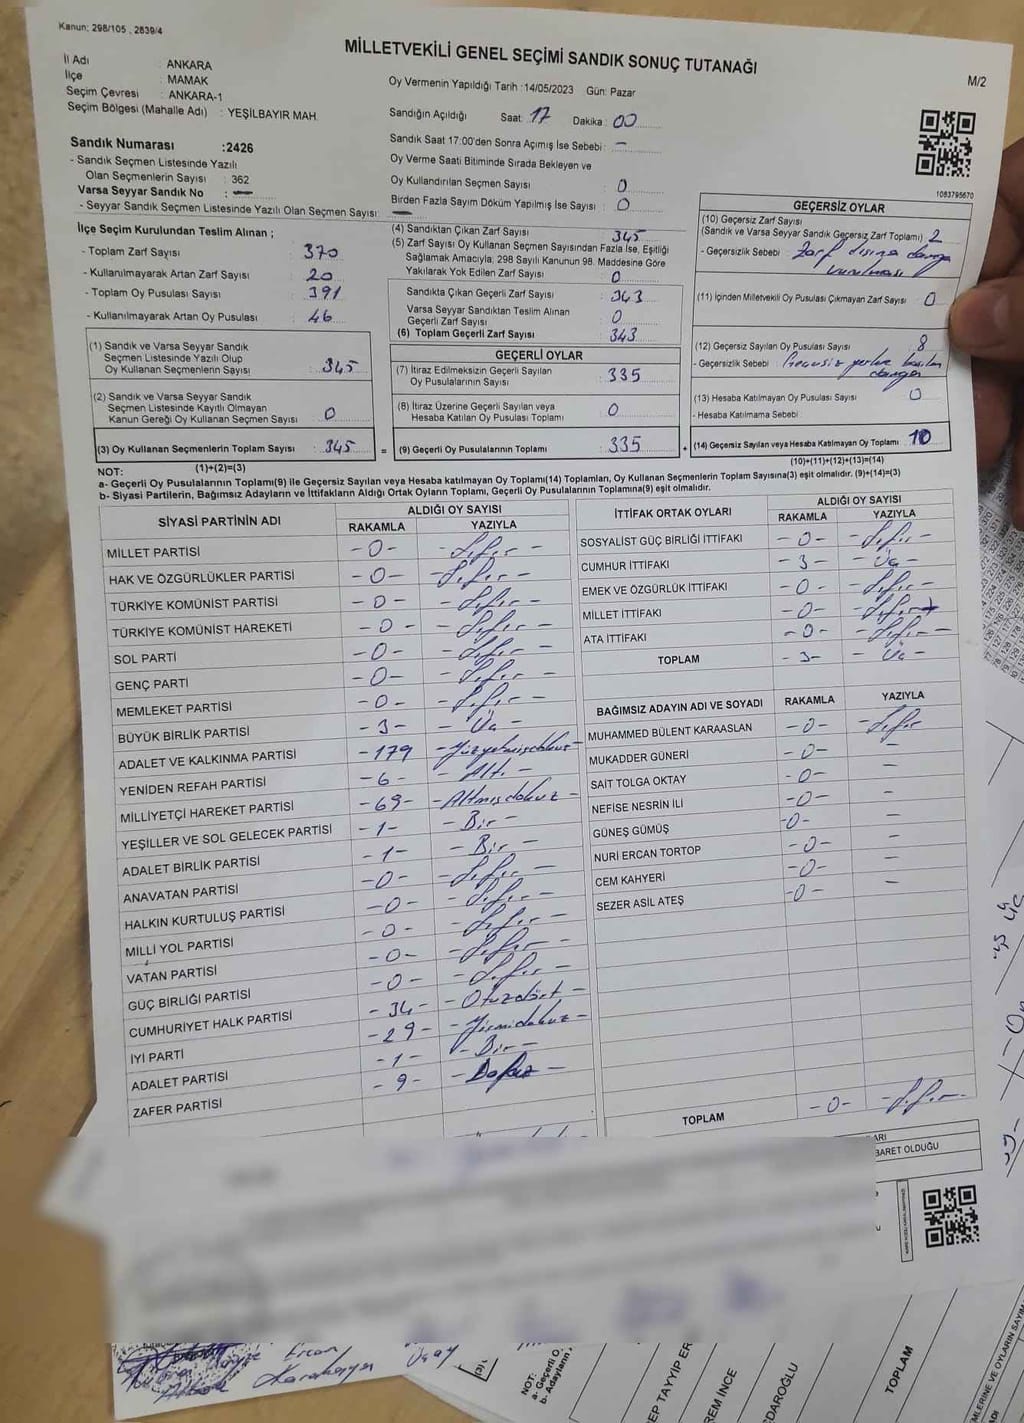 Kanun: 298/105 , 2839/4
MİLLETVEKİLİ GENEL SEÇİMİ SANDIK SONUÇ TUTANAĞI
M/2
İl Adı : ANKARA
İlçe : MAMAK
Seçim Çevresi : ANKARA-1
Seçim Bölgesi (Mahalle Adı) : YEŞİLBAYIR MAH.
Oy Vermenin Yapıldığı Tarih :14/05/2023 Gün: Pazar
Sandığın Açıldığı Saat: 17 Dakika : 00
Sandık Saat 17:00'den Sonra Açımış İse Sebebi : -
Oy Verme Saati Bitiminde Sırada Bekleyen ve
Oy Kullandırılan Seçmen Sayısı : 0
Birden Fazla Sayım Döküm Yapılmış İse Sayısı : 0
Sandık Numarası :2426
- Sandık Seçmen Listesinde Yazılı
Olan Seçmenlerin Sayısı : 362
Varsa Seyyar Sandık No : -
- Seyyar Sandık Seçmen Listesinde Yazılı Olan Seçmen Sayısı: -
1083795670
İlçe Seçim Kurulundan Teslim Alınan ;
- Toplam Zarf Sayısı : 370
- Kullanılmayarak Artan Zarf Sayısı : 20
- Toplam Oy Pusulası Sayısı : 391
- Kullanılmayarak Artan Oy Pusulası : 46
(1) Sandık ve Varsa Seyyar Sandık
Seçmen Listesinde Yazılı Olup
Oy Kullanan Seçmenlerin Sayısı : 345
(2) Sandık ve Varsa Seyyar Sandık
Seçmen Listesinde Kayıtlı Olmayan
Kanun Gereği Oy Kullanan Seçmen Sayısı : 0
(3) Oy Kullanan Seçmenlerin Toplam Sayısı : 345
(4) Sandıktan Çıkan Zarf Sayısı : 345
(5) Zarf Sayısı Oy Kullanan Seçmen Sayısından Fazla İse, Eşitliği
Sağlamak Amacıyla, 298 Sayılı Kanunun 98. Maddesine Göre
Yakılarak Yok Edilen Zarf Sayısı : 0
Sandıkta Çıkan Geçerli Zarf Sayısı : 343
Varsa Seyyar Sandıktan Teslim Alınan
Geçerli Zarf Sayısı : 0
(6) Toplam Geçerli Zarf Sayısı : 343
GEÇERLİ OYLAR
(7) İtiraz Edilmeksizin Geçerli Sayılan
Oy Pusulalarının Sayısı : 335
(8) İtiraz Üzerine Geçerli Sayılan veya
Hesaba Katılan Oy Pusulası Toplamı : 0
= (9) Geçerli Oy Pusulalarının Toplamı : 335 +
GEÇERSİZ OYLAR
(10) Geçersiz Zarf Sayısı
(Sandık ve Varsa Seyyar Sandık Geçersiz Zarf Toplamı) : 2
- Geçersizlik Sebebi : Zarf dışına damga
vurulması
(11) İçinden Milletvekili Oy Pusulası Çıkmayan Zarf Sayısı : 0
(12) Geçersiz Sayılan Oy Pusulası Sayısı : 8
- Geçersizlik Sebebi : Geçersiz yerlere basılan
damga
(13) Hesaba Katılmayan Oy Pusulası Sayısı : 0
- Hesaba Katılmama Sebebi :
(14) Geçersiz Sayılan veya Hesaba Katılmayan Oy Toplamı : 10
NOT: (1)+(2)=(3)
(10)+(11)+(12)+(13)=(14)
a- Geçerli Oy Pusulalarının Toplamı(9) ile Geçersiz Sayılan veya Hesaba katılmayan Oy Toplamı(14) Toplamları, Oy Kullanan Seçmenlerin Toplam Sayısına(3) eşit olmalıdır. (9)+(14)=(3)
b- Siyasi Partilerin, Bağımsız Adayların ve İttifakların Aldığı Ortak Oyların Toplamı, Geçerli Oy Pusulalarının Toplamına(9) eşit olmalıdır.
SİYASİ PARTİNİN ADI
ALDIĞI OY SAYISI
RAKAMLA YAZIYLA
MİLLET PARTİSİ -0- -Sıfır-
HAK VE ÖZGÜRLÜKLER PARTİSİ -0- -Sıfır-
TÜRKİYE KOMÜNİST PARTİSİ -0- -Sıfır-
TÜRKİYE KOMÜNİST HAREKETİ -0- -Sıfır-
SOL PARTİ -0- -Sıfır-
GENÇ PARTİ -0- -Sıfır-
MEMLEKET PARTİSİ -0- -Sıfır-
BÜYÜK BİRLİK PARTİSİ -3- -Üç-
ADALET VE KALKINMA PARTİSİ -179 -Yüzyetmişdokuz-
YENİDEN REFAH PARTİSİ -6- -Altı-
MİLLİYETÇİ HAREKET PARTİSİ -69- -Altmışdokuz-
YEŞİLLER VE SOL GELECEK PARTİSİ -1- -Bir-
ADALET BİRLİK PARTİSİ -1- -Bir-
ANAVATAN PARTİSİ -0- -Sıfır-
HALKIN KURTULUŞ PARTİSİ -0- -Sıfır-
MİLLİ YOL PARTİSİ -0- -Sıfır-
VATAN PARTİSİ -0- -Sıfır-
GÜÇ BİRLİĞİ PARTİSİ -0- -Sıfır-
CUMHURİYET HALK PARTİSİ -34- -Otuzdört-
İYİ PARTİ -29- -Yirmidokuz-
ADALET PARTİSİ -1- -Bir-
ZAFER PARTİSİ -9- -Dokuz-
İTTİFAK ORTAK OYLARI
ALDIĞI OY SAYISI
RAKAMLA YAZIYLA
SOSYALİST GÜÇ BİRLİĞİ İTTİFAKI -0- -Sıfır-
CUMHUR İTTİFAKI -3- -Üç-
EMEK VE ÖZGÜRLÜK İTTİFAKI -0- -Sıfır-
MİLLET İTTİFAKI -0- -Sıfır-
ATA İTTİFAKI -0- -Sıfır-
TOPLAM -3- -Üç-
BAĞIMSIZ ADAYIN ADI VE SOYADI RAKAMLA YAZIYLA
MUHAMMED BÜLENT KARAASLAN -0- -Sıfır
MUKADDER GÜNERİ -0- -
SAİT TOLGA OKTAY -0- -
NEFİSE NESRİN İLİ -0- -
GÜNEŞ GÜMÜŞ -0- -
NURİ ERCAN TORTOP -0- -
CEM KAHYERİ -0- -
SEZER ASİL ATEŞ -0- -
TOPLAM -0- -Sıfır-
ARI
BARET OLDUĞU
Ercan
Karakayya
Uçay
(3)
NOT:
a- Geçerli O
b- Adayların
EP TAYYIP ER
REM İNCE
ÇDAROĞLU
TOPLAM